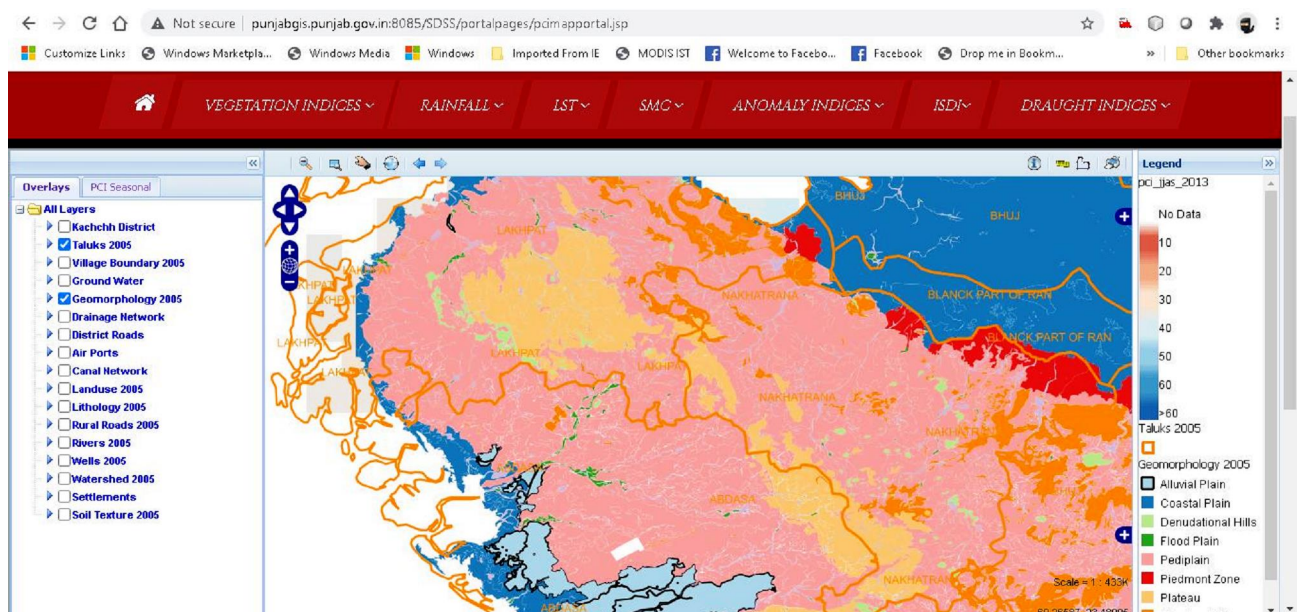 Not secure | punjabgis.punjab.gov.in:8085/SDSS/portalpages/pcimapportal.jsp
Customize Links Windows Marketpla... Windows Media Windows Imported From IE MODIS IST Welcome to Facebo... Facebook Drop me in Bookm... » Other bookmarks
VEGETATION INDICES RAINFALL LST SMC ANOMALY INDICES ISDI DRAUGHT INDICES
Overlays PCI Seasonal
All Layers
Kachchh District
Taluks 2005
Village Boundary 2005
Ground Water
Geomorphology 2005
Drainage Network
District Roads
Air Ports
Canal Network
Landuse 2005
Lithology 2005
Rural Roads 2005
Rivers 2005
Wells 2005
Watershed 2005
Settlements
Soil Texture 2005
BHUJ
LAKHPAT
BHUJ
LAKHPAT
LAKHPAT
NAKHATRANA
BLANCK PART OF RAN
LAKHPAT
BLANCK PART OF RAN
LAKHPAT
LAKHPAT
NAKHATRANA
NAKHATRANA
ABDASA
NAKHATRANA
ABDASA
Scale = 1 : 433K
Legend
pci_jjas_2013
No Data
10
20
30
40
50
60
>60
Taluks 2005
Geomorphology 2005
Alluvial Plain
Coastal Plain
Denudational Hills
Flood Plain
Pediplain
Piedmont Zone
Plateau